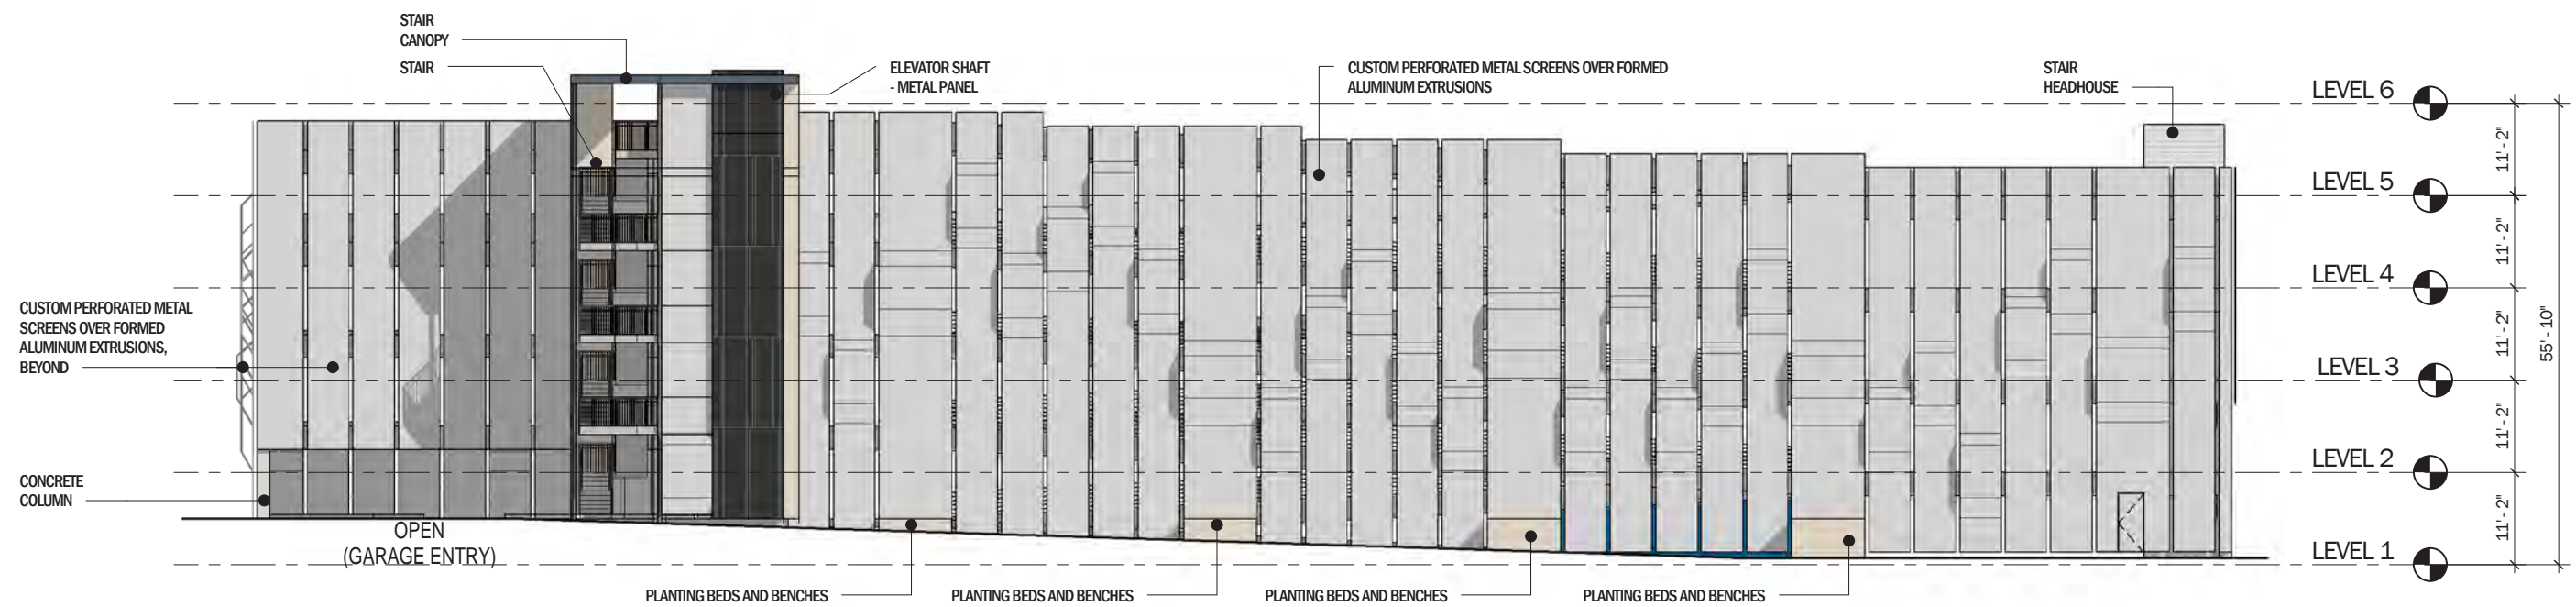 STAIR
CANOPY
STAIR
ELEVATOR SHAFT
- METAL PANEL
CUSTOM PERFORATED METAL SCREENS OVER FORMED
ALUMINUM EXTRUSIONS
STAIR
HEADHOUSE
LEVEL 6
11'-2"
LEVEL 5
11'-2"
LEVEL 4
CUSTOM PERFORATED METAL
SCREENS OVER FORMED
ALUMINUM EXTRUSIONS,
BEYOND
11'-2"
55'-10"
LEVEL 3
11'-2"
LEVEL 2
CONCRETE
COLUMN
11'-2"
OPEN
(GARAGE ENTRY)
LEVEL 1
PLANTING BEDS AND BENCHES
PLANTING BEDS AND BENCHES
PLANTING BEDS AND BENCHES
PLANTING BEDS AND BENCHES